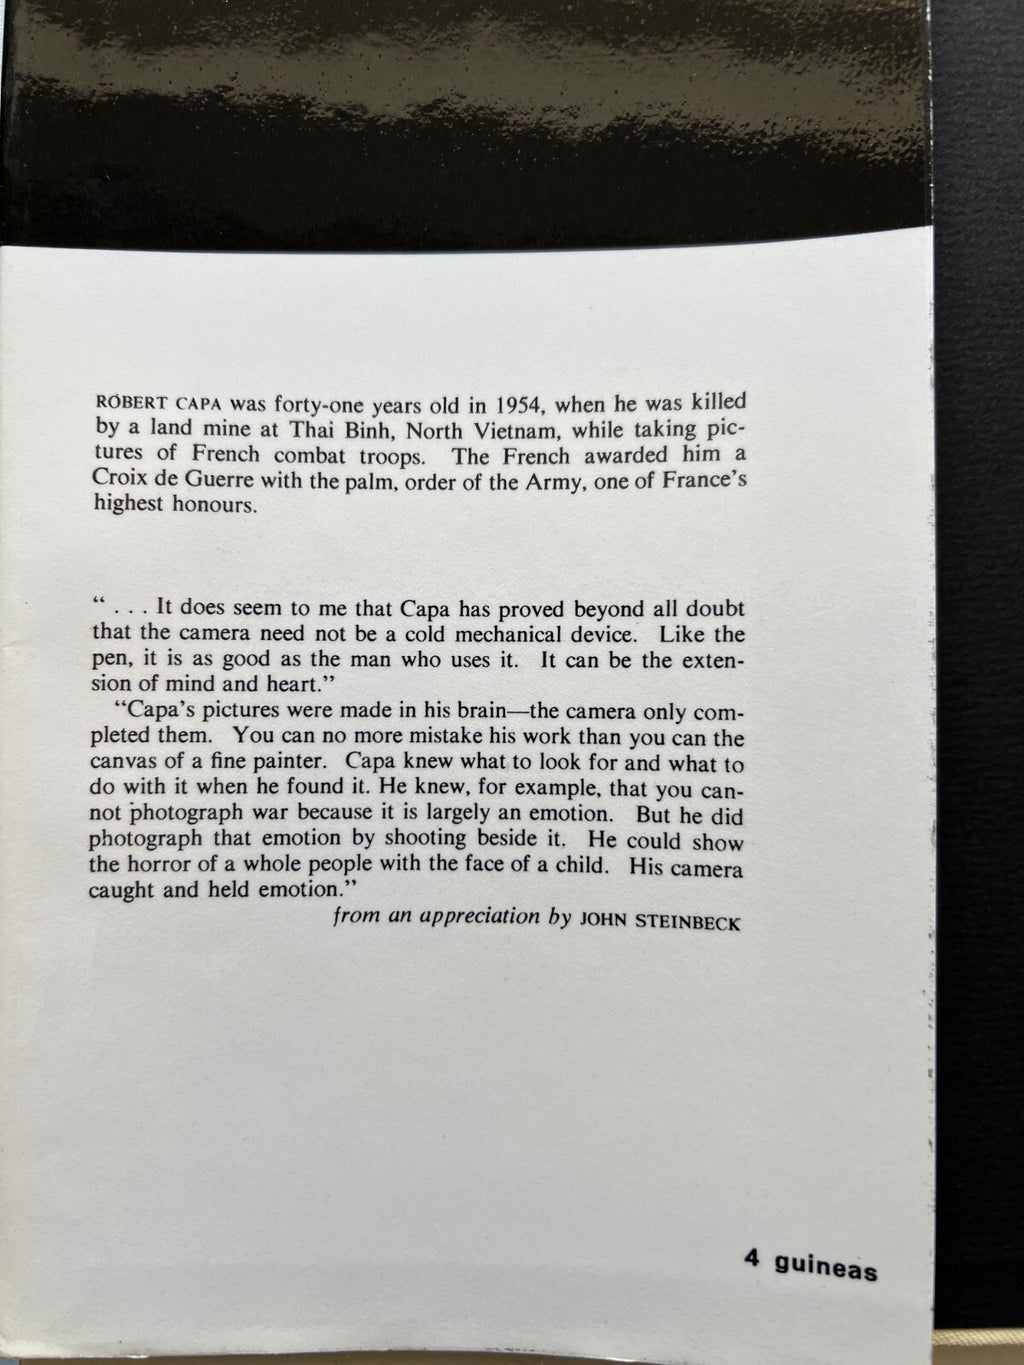 ROBERT CAPA was forty-one years old in 1954, when he was killed
by a land mine at Thai Binh, North Vietnam, while taking pic-
tures of French combat troops. The French awarded him a
Croix de Guerre with the palm, order of the Army, one of France's
highest honours.
“ . . . It does seem to me that Capa has proved beyond all doubt
that the camera need not be a cold mechanical device. Like the
pen, it is as good as the man who uses it. It can be the exten-
sion of mind and heart.”
“Capa's pictures were made in his brain—the camera only com-
pleted them. You can no more mistake his work than you can the
canvas of a fine painter. Capa knew what to look for and what to
do with it when he found it. He knew, for example, that you can-
not photograph war because it is largely an emotion. But he did
photograph that emotion by shooting beside it. He could show
the horror of a whole people with the face of a child. His camera
caught and held emotion.”
from an appreciation by JOHN STEINBECK
4 guineas